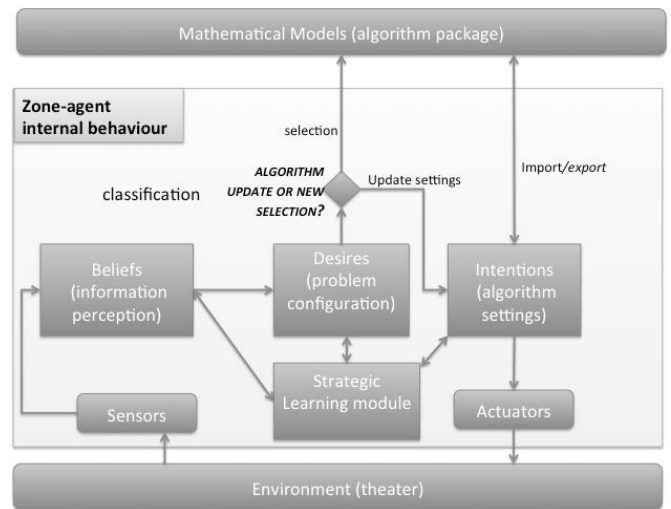 Mathematical Models (algorithm package)
Zone-agent
internal behaviour
selection
Import/export
ALGORITHM
UPDATE OR NEW
SELECTION?
Update settings
classification
Beliefs
(information
perception)
Desires
(problem
configuration)
Intentions
(algorithm
settings)
Strategic
Learning module
Sensors
Actuators
Environment (theater)